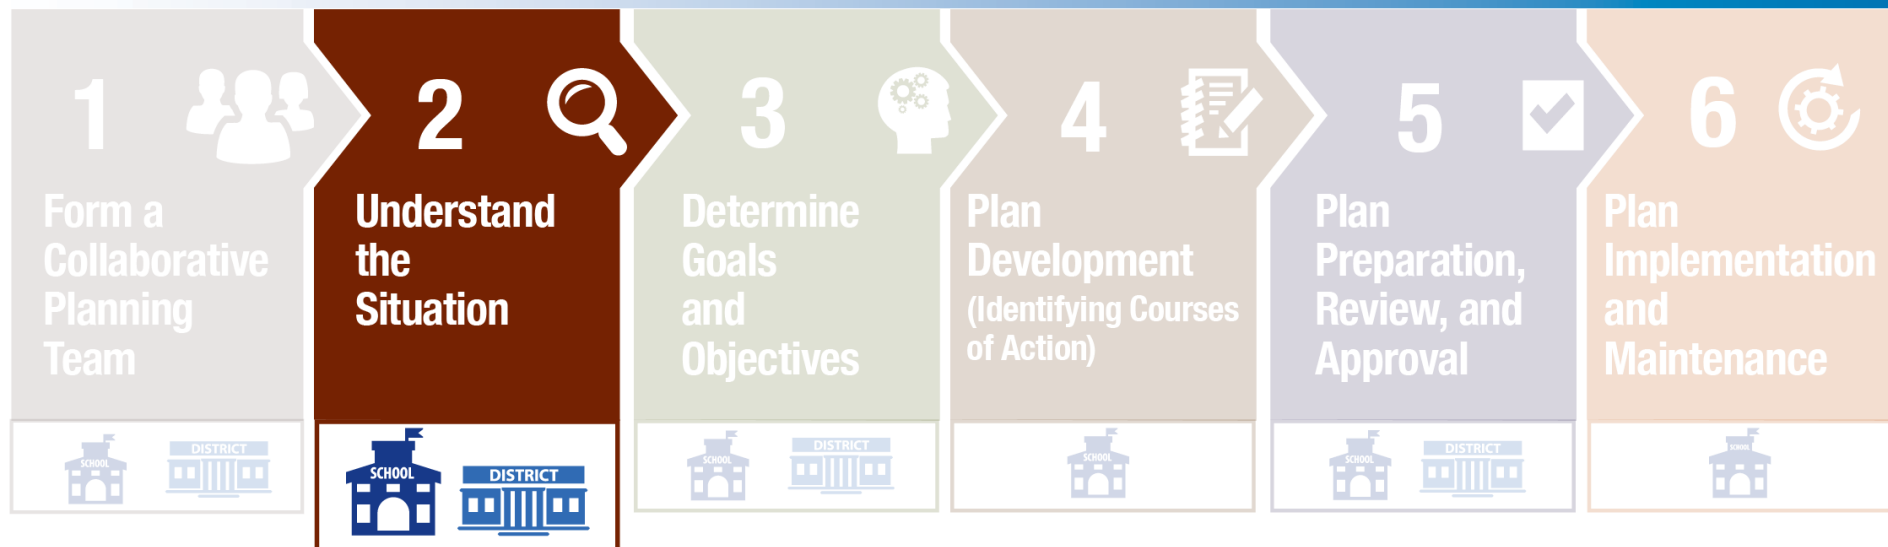 1
Form a
Collaborative
Planning
Team
SCHOOL
DISTRICT
2
Understand
the
Situation
SCHOOL
DISTRICT
3
Determine
Goals
and
Objectives
SCHOOL
DISTRICT
4
Plan
Development
(Identifying Courses
of Action)
SCHOOL
5
Plan
Preparation,
Review, and
Approval
SCHOOL
DISTRICT
6
Plan
Implementation
and
Maintenance
SCHOOL